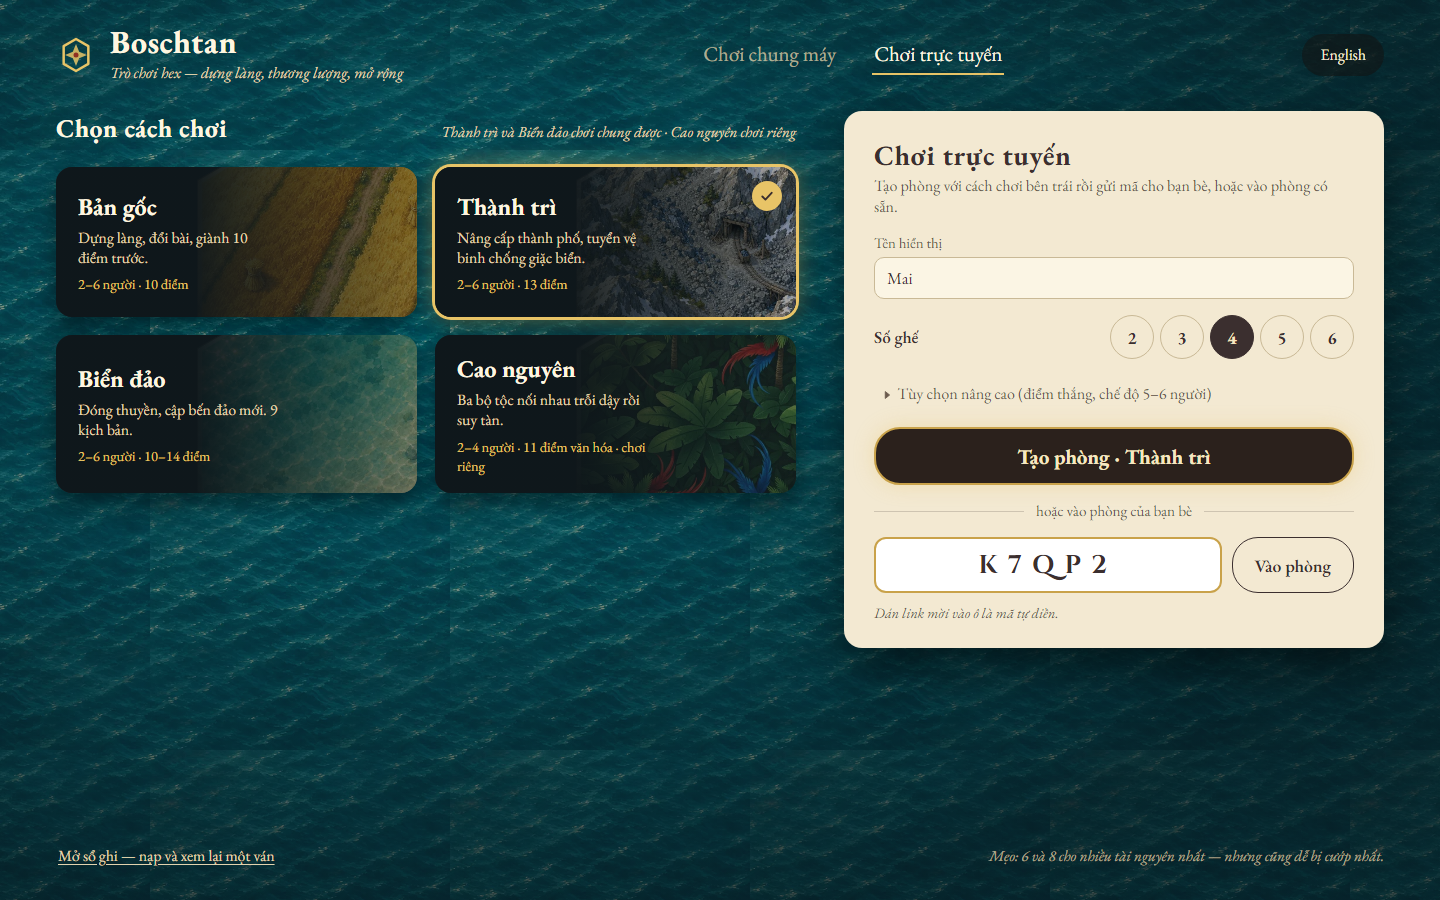 Boschtan
Trò chơi hex — dựng làng, thương lượng, mở rộng
Chơi chung máy
Chơi trực tuyến
English
Chọn cách chơi
Thành trì và Biển đảo chơi chung được · Cao nguyên chơi riêng
Bản gốc
Dựng làng, đổi bài, giành 10
điểm trước.
2–6 người · 10 điểm
Thành trì
Nâng cấp thành phố, tuyển vệ
binh chống giặc biển.
2–6 người · 13 điểm
Biển đảo
Đóng thuyền, cập bến đảo mới. 9
kịch bản.
2–6 người · 10–14 điểm
Cao nguyên
Ba bộ tộc nối nhau trỗi dậy rồi
suy tàn.
2–4 người · 11 điểm văn hóa · chơi
riêng
Chơi trực tuyến
Tạo phòng với cách chơi bên trái rồi gửi mã cho bạn bè, hoặc vào phòng có
sẵn.
Tên hiển thị
Mai
Số ghế
2 3 4 5 6
Tùy chọn nâng cao (điểm thắng, chế độ 5–6 người)
Tạo phòng · Thành trì
hoặc vào phòng của bạn bè
K7QP2
Vào phòng
Dán link mời vào ô là mã tự điền.
Mở sổ ghi — nạp và xem lại một ván
Mẹo: 6 và 8 cho nhiều tài nguyên nhất — nhưng cũng dễ bị cướp nhất.